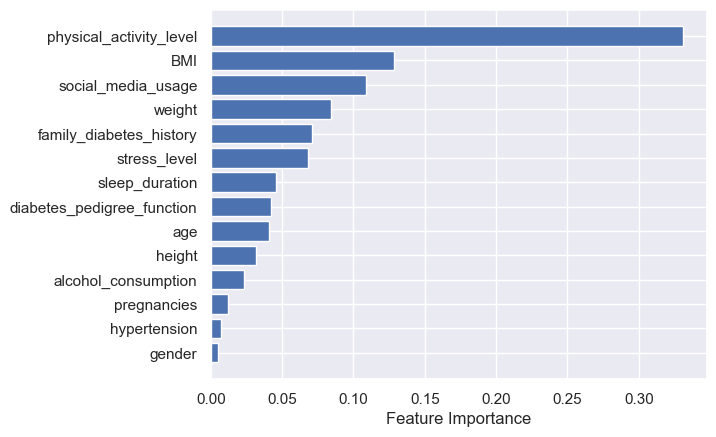 physical_activity_level
BMI
social_media_usage
weight
family_diabetes_history
stress_level
sleep_duration
diabetes_pedigree_function
age
height
alcohol_consumption
pregnancies
hypertension
gender
0.00 0.05 0.10 0.15 0.20 0.25 0.30
Feature Importance